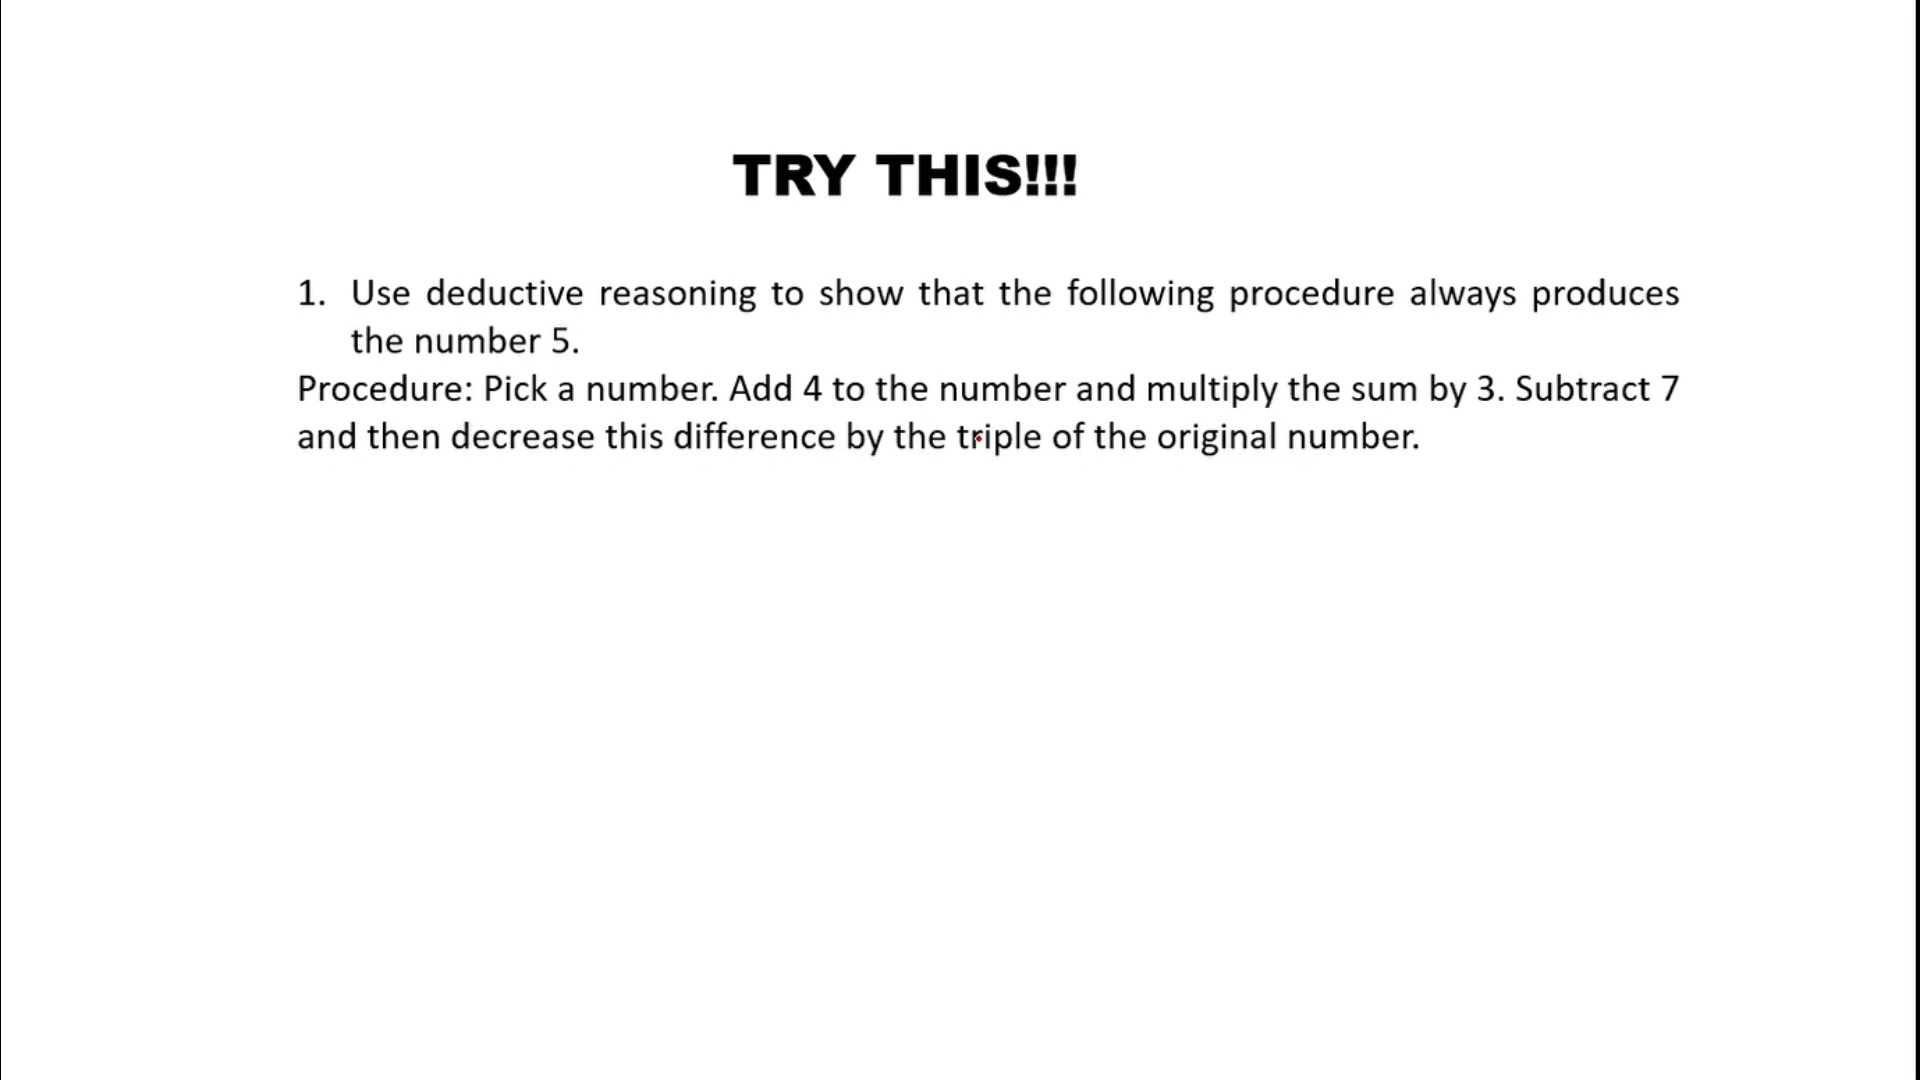 TRY THIS!!!
1. Use deductive reasoning to show that the following procedure always produces
the number 5.
Procedure: Pick a number. Add 4 to the number and multiply the sum by 3. Subtract 7
and then decrease this difference by the triple of the original number.